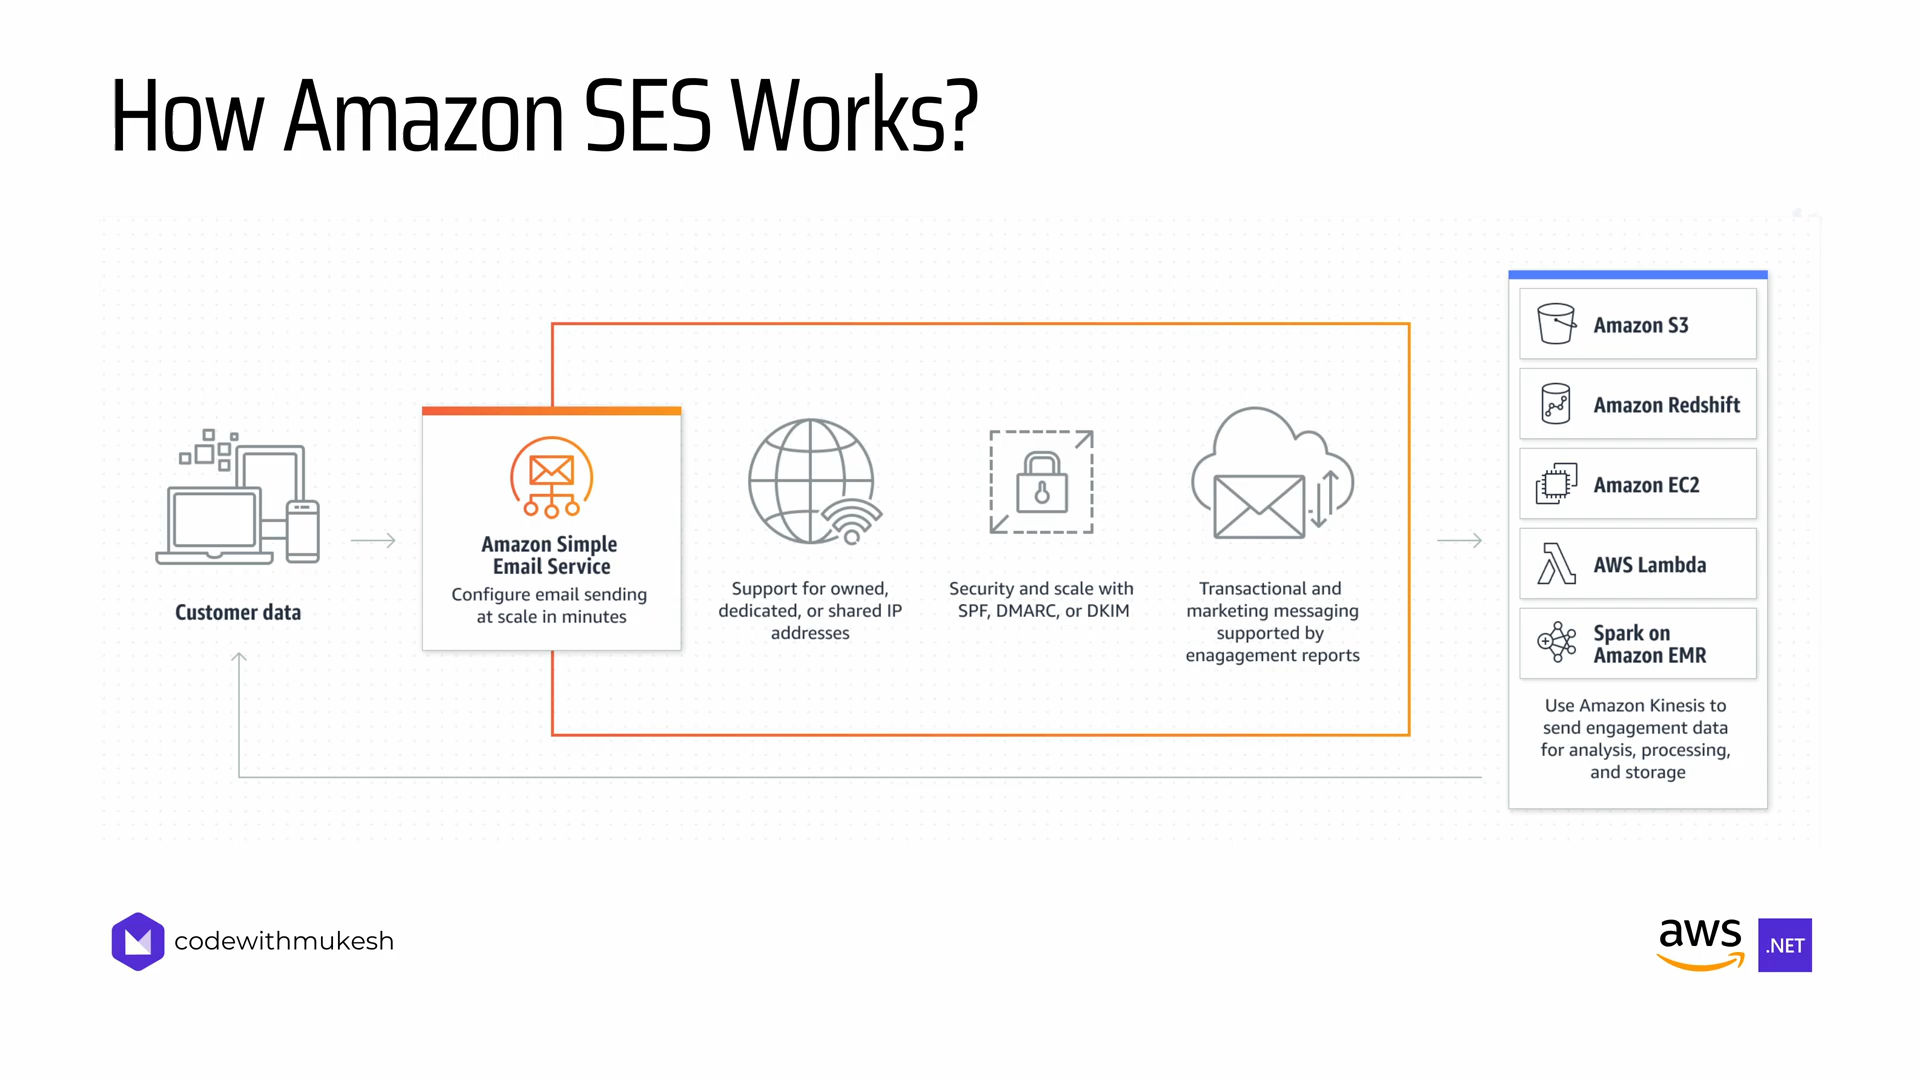 How Amazon SES Works?
Customer data
Amazon Simple
Email Service
Configure email sending
at scale in minutes
Support for owned,
dedicated, or shared IP
addresses
Security and scale with
SPF, DMARC, or DKIM
Transactional and
marketing messaging
supported by
enagagement reports
Amazon S3
Amazon Redshift
Amazon EC2
AWS Lambda
Spark on
Amazon EMR
Use Amazon Kinesis to
send engagement data
for analysis, processing,
and storage
codewithmukesh
aws
.NET